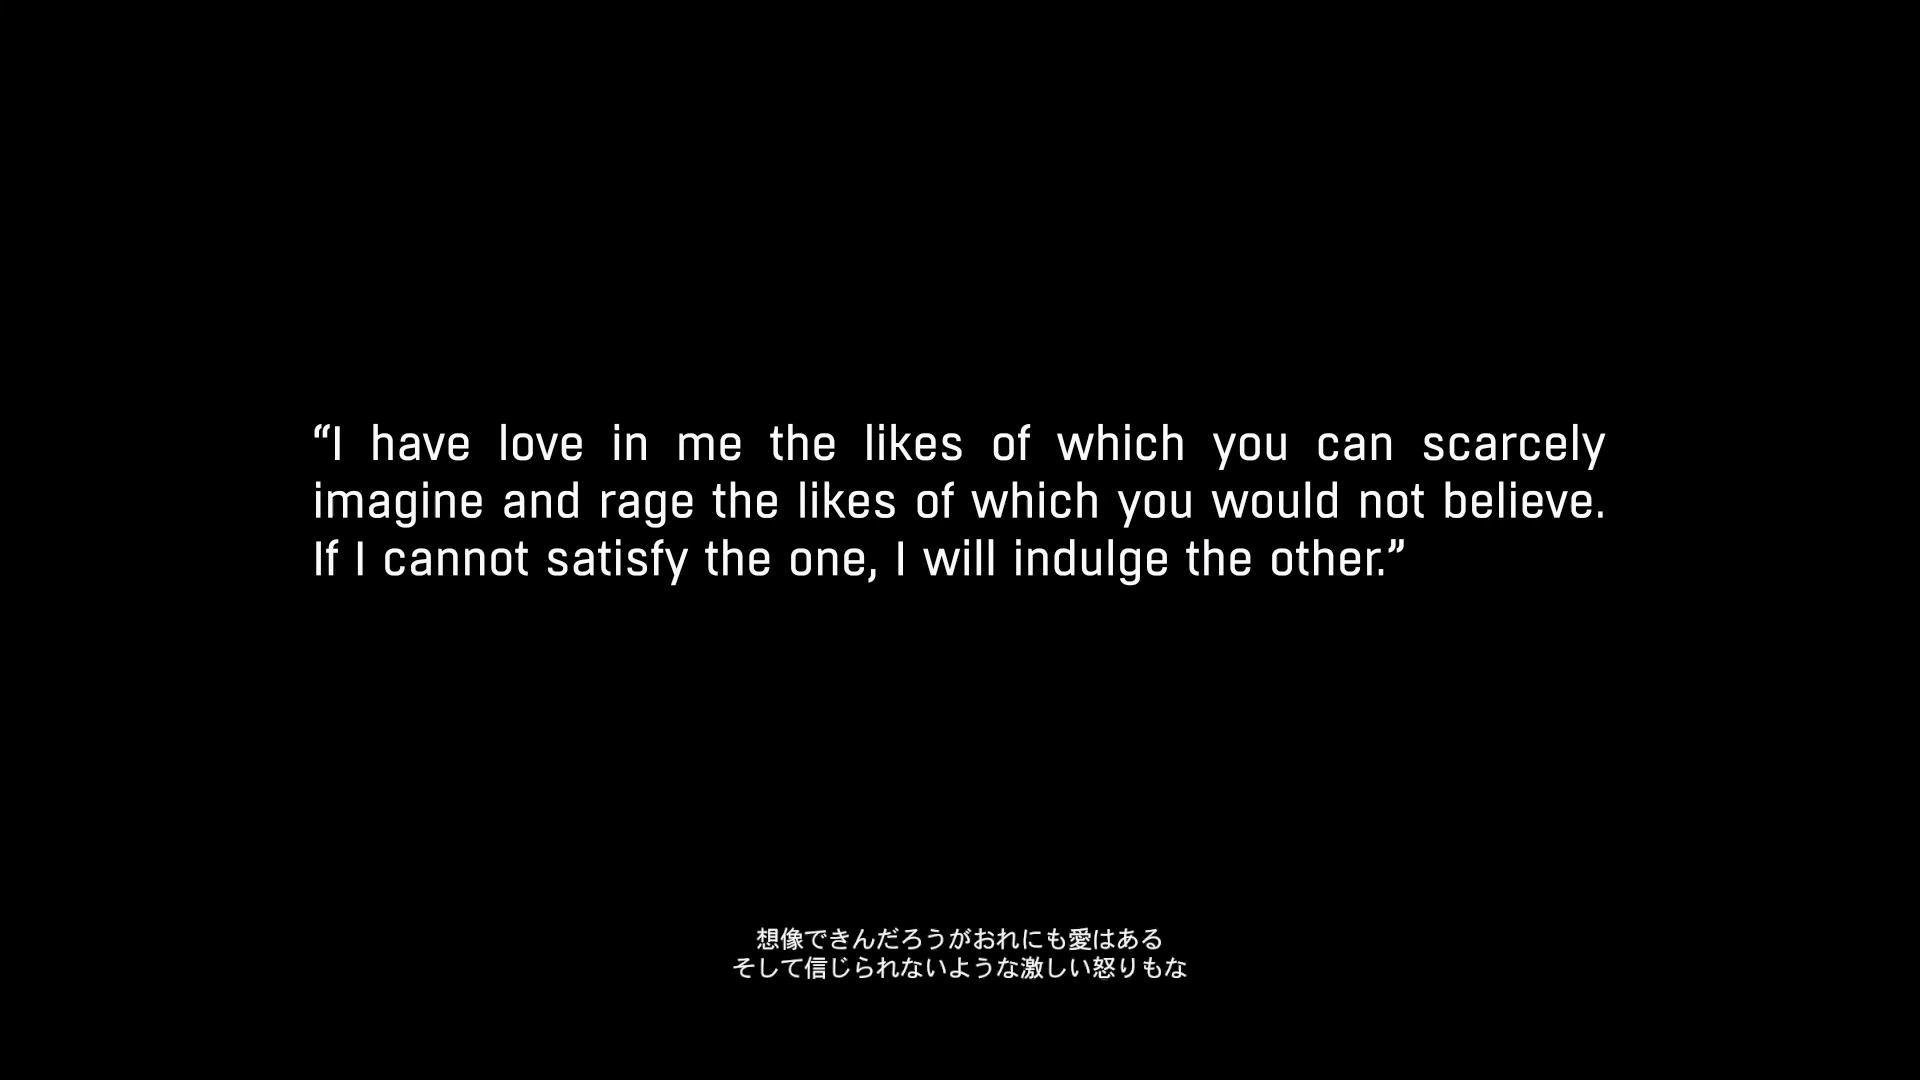 “I have love in me the likes of which you can scarcely
imagine and rage the likes of which you would not believe.
If I cannot satisfy the one, I will indulge the other.”
想像できんだろうがおれにも愛はある
そして信じられないような激しい怒りもな